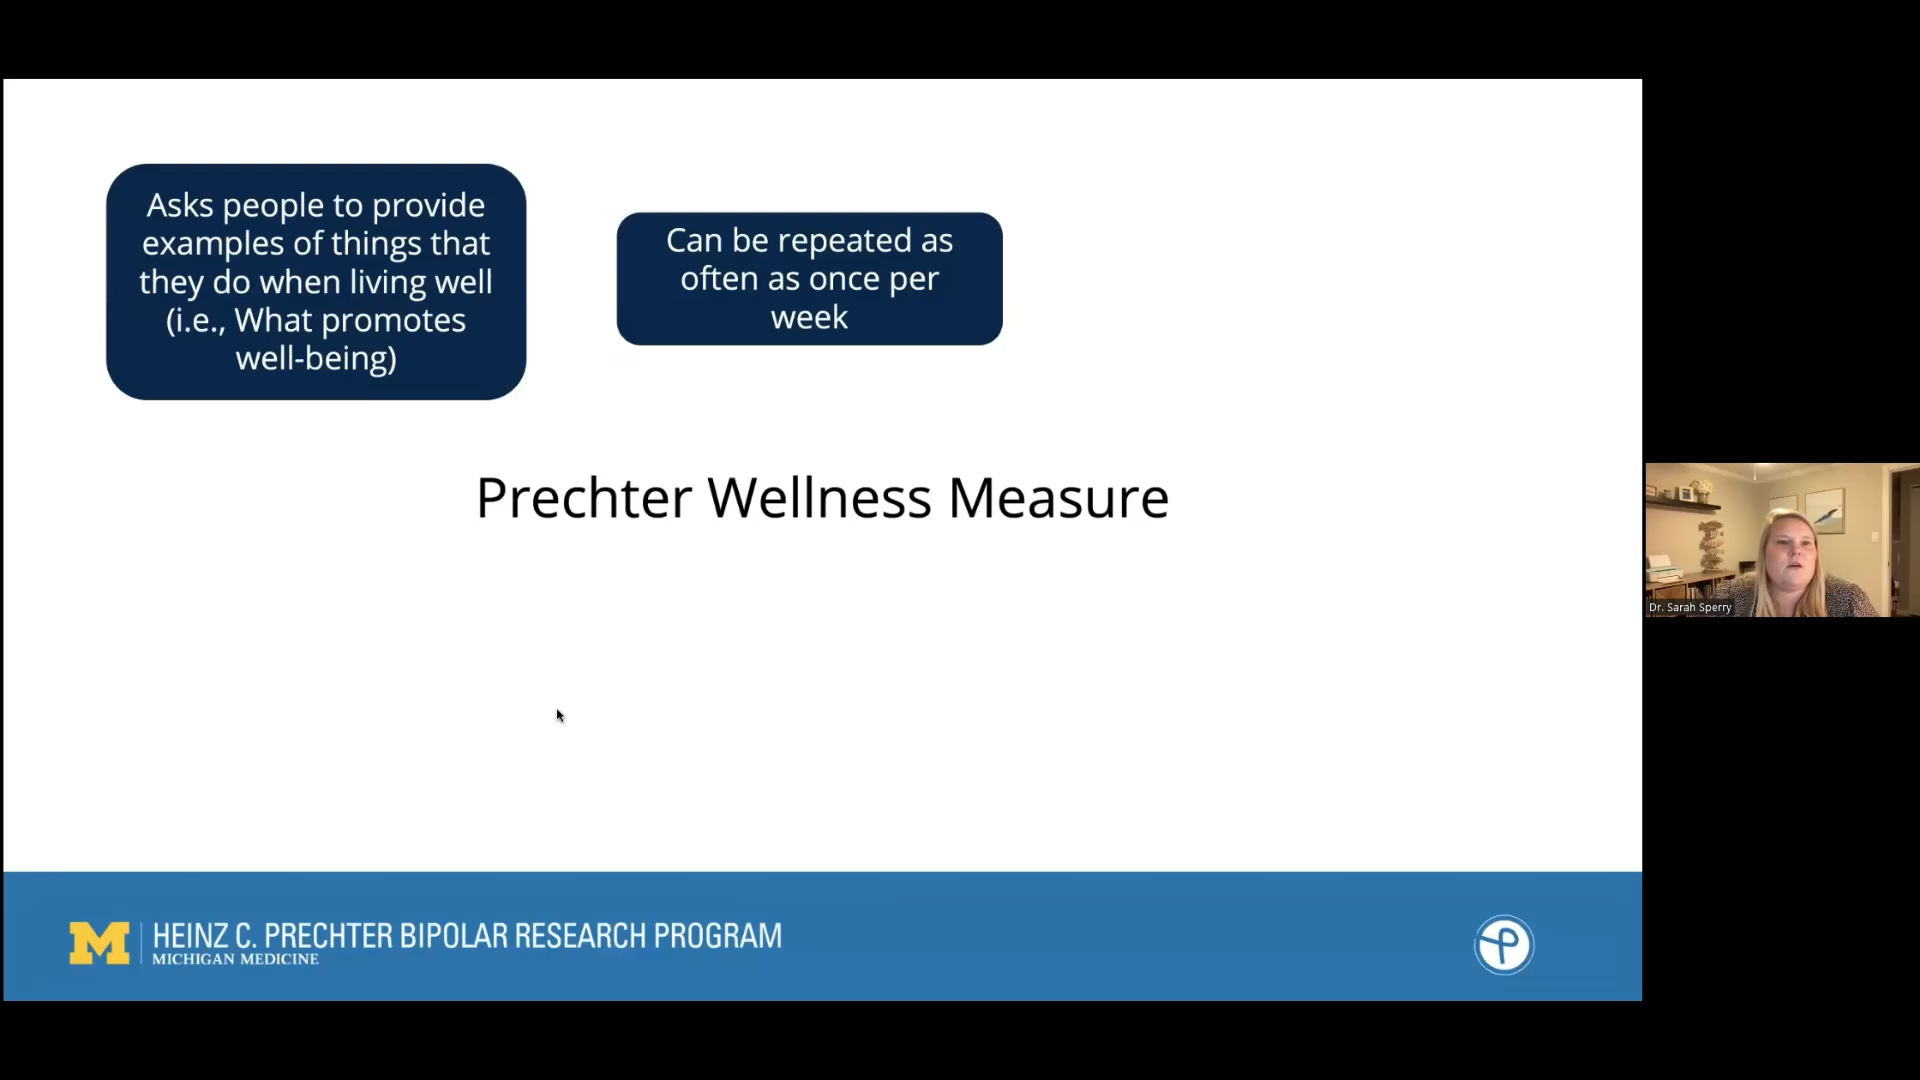 Asks people to provide
examples of things that
they do when living well
(i.e., What promotes
well-being)
Can be repeated as
often as once per
week
Prechter Wellness Measure
Dr. Sarah Sperry
M
HEINZ C. PRECHTER BIPOLAR RESEARCH PROGRAM
MICHIGAN MEDICINE